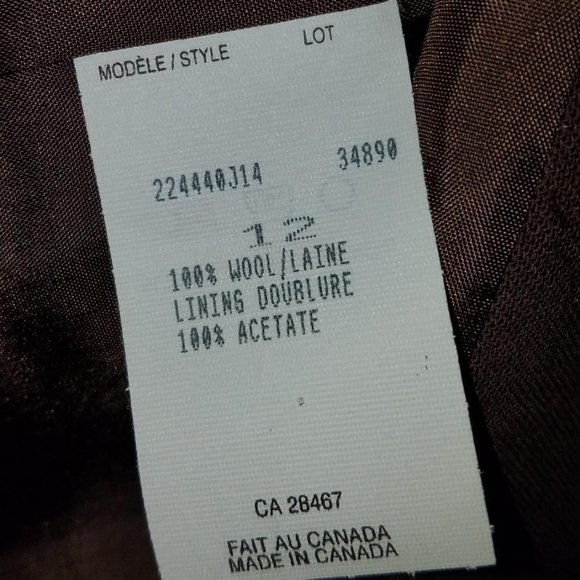 MODÈLE / STYLE LOT
224440J14 34890
12
100% WOOL/LAINE
LINING DOUBLURE
100% ACETATE
CA 28467
FAIT AU CANADA
MADE IN CANADA